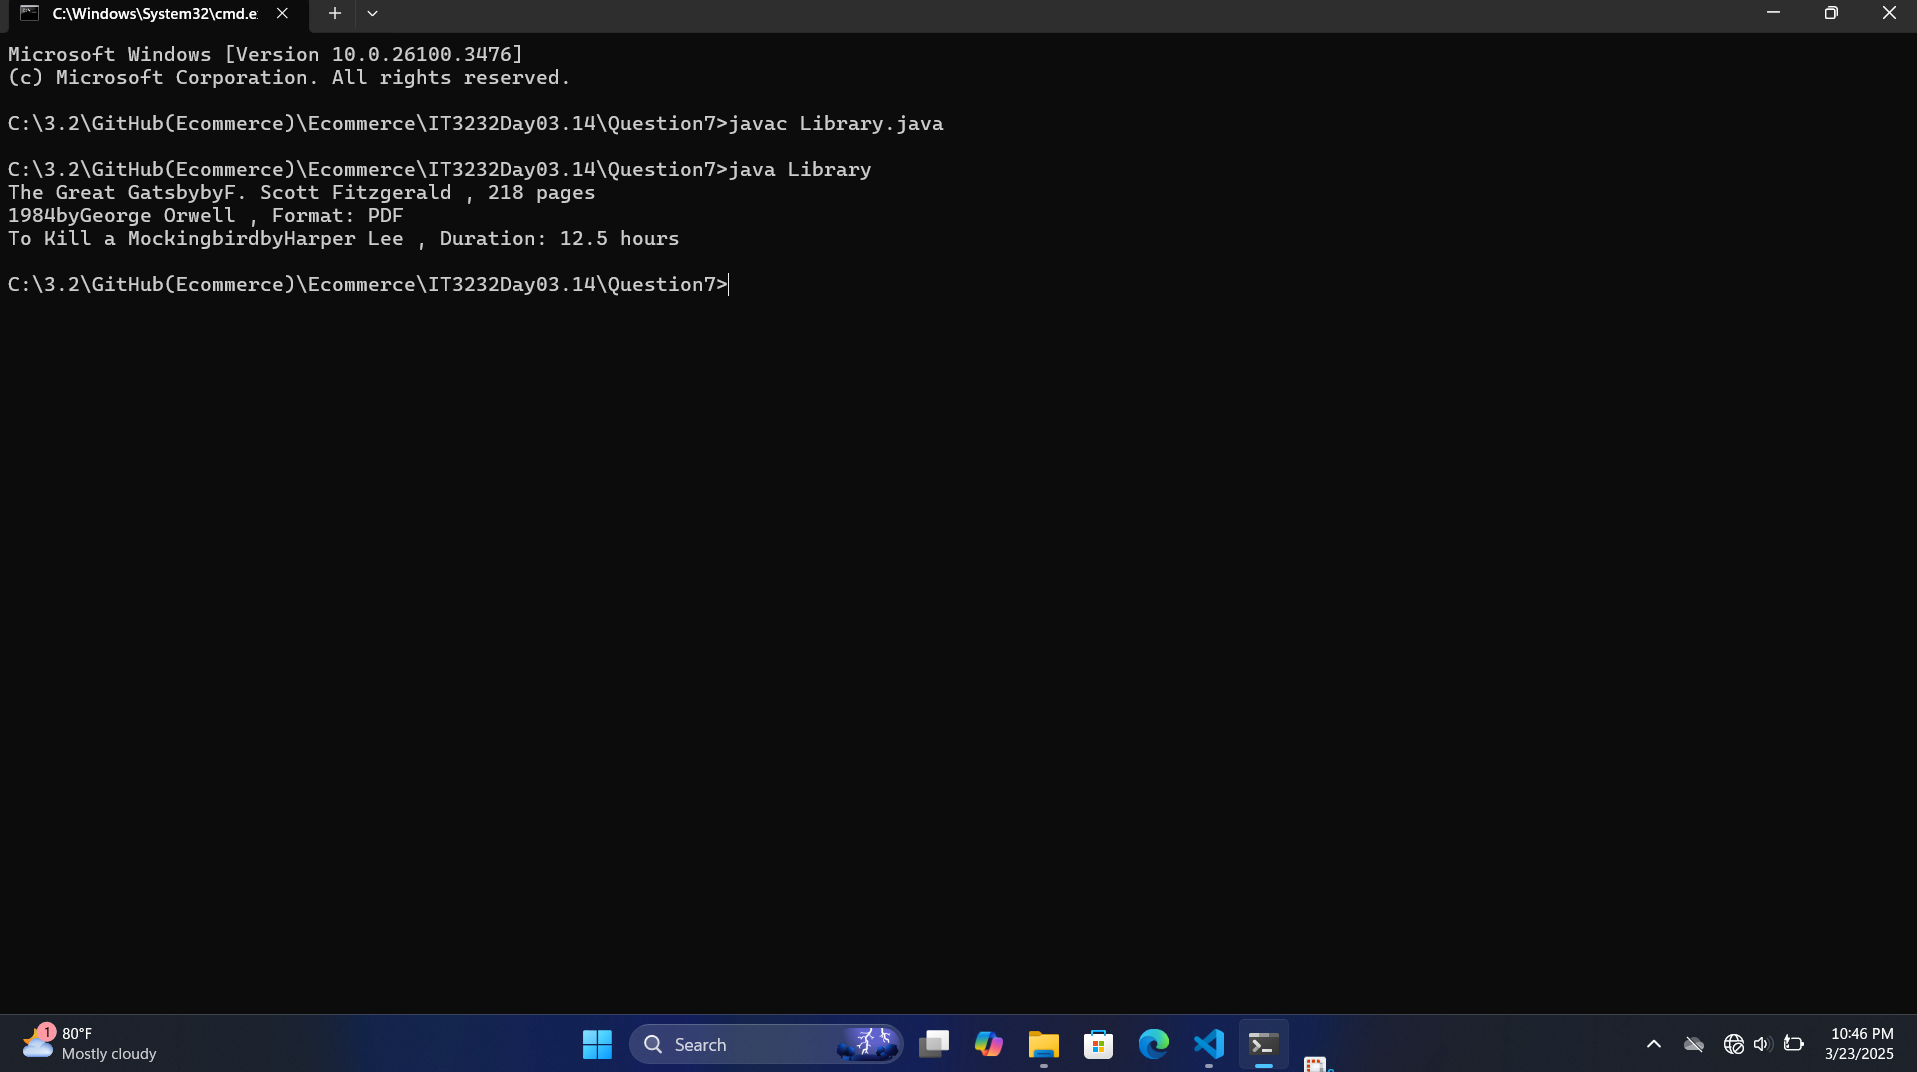 C:\Windows\System32\cmd.e
Microsoft Windows [Version 10.0.26100.3476]
(c) Microsoft Corporation. All rights reserved.
C:\3.2\GitHub(Ecommerce)\Ecommerce\IT3232Day03.14\Question7>javac Library.java
C:\3.2\GitHub(Ecommerce)\Ecommerce\IT3232Day03.14\Question7>java Library
The Great GatsbybyF. Scott Fitzgerald , 218 pages
1984byGeorge Orwell , Format: PDF
To Kill a MockingbirdbyHarper Lee , Duration: 12.5 hours
C:\3.2\GitHub(Ecommerce)\Ecommerce\IT3232Day03.14\Question7>
1
80°F
Mostly cloudy
Search
10:46 PM
3/23/2025